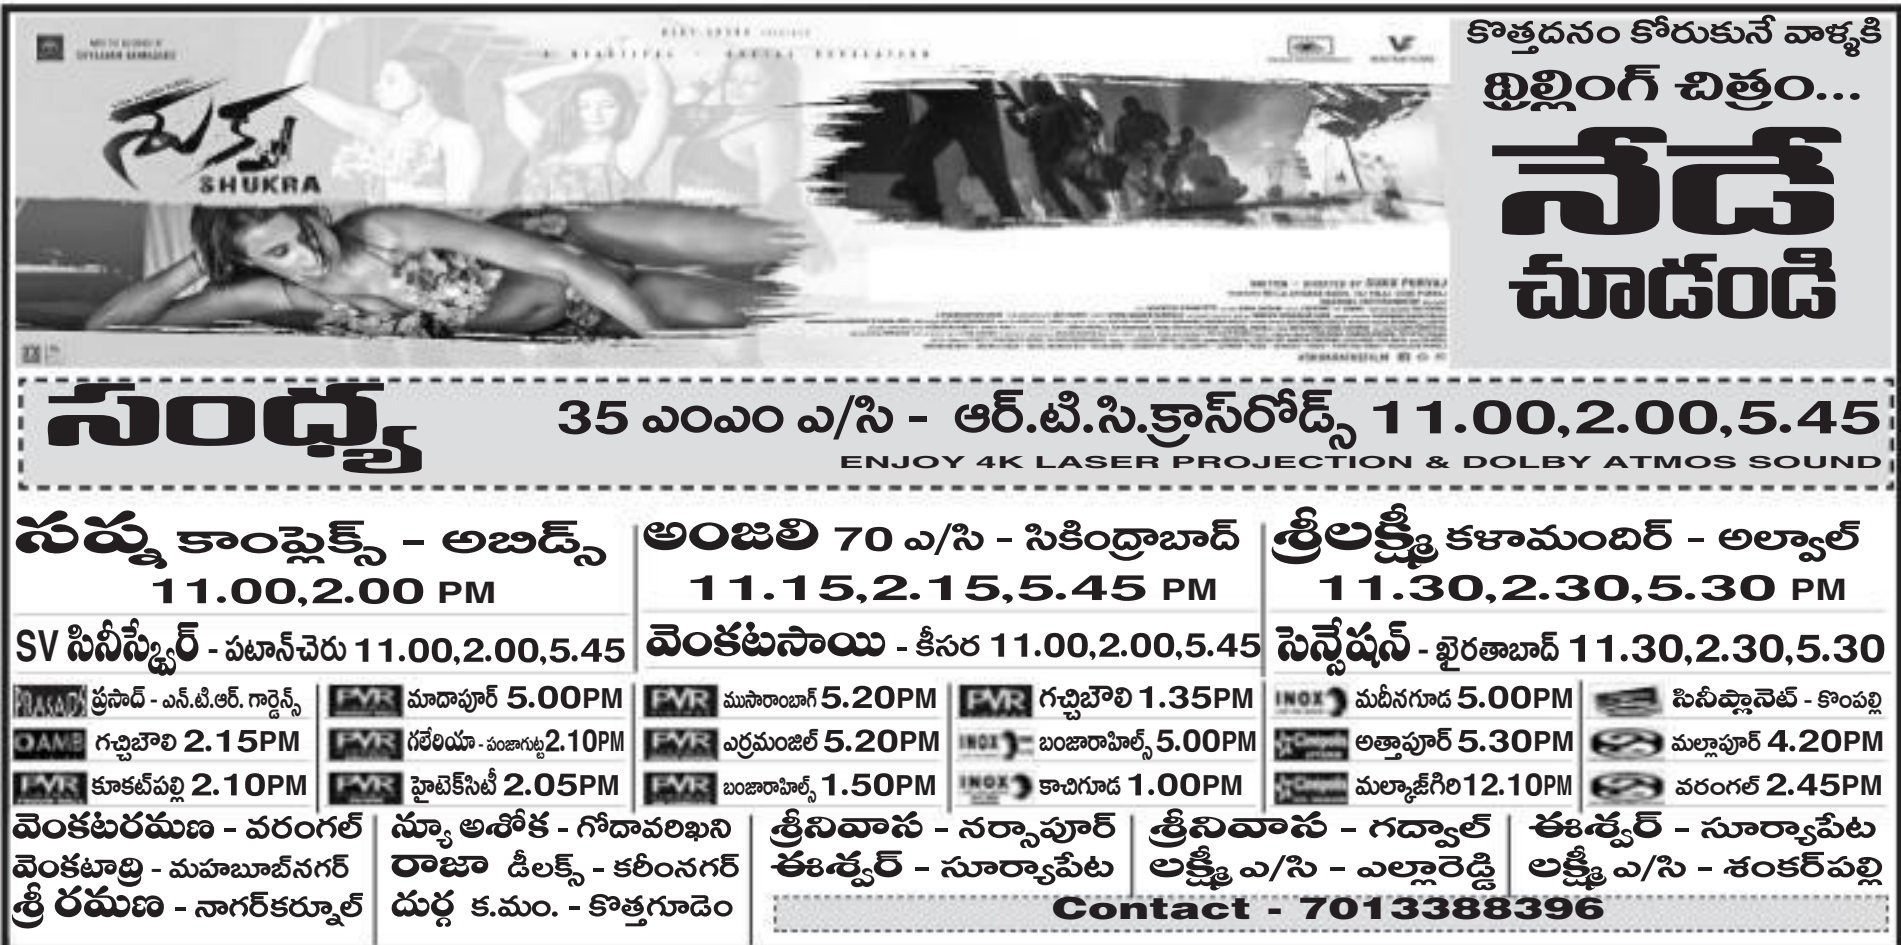 కొత్తదనం కోరుకునే వాళ్ళకి
థ్రిల్లింగ్ చిత్రం...
నేడే
చూడండి
శుక్ర
SHUKRA
WRITTEN - DIRECTED BY SUKU PURVAJ
సంధ్య 35 ఎంఎం ఎ/సి - ఆర్.టి.సి.క్రాస్‌రోడ్స్ 11.00,2.00,5.45
ENJOY 4K LASER PROJECTION & DOLBY ATMOS SOUND
సప్న కాంప్లెక్స్ - అబిడ్స్
11.00,2.00 PM
అంజలి 70 ఎ/సి - సికింద్రాబాద్
11.15,2.15,5.45 PM
శ్రీలక్ష్మీ కళామందిర్ - అల్వాల్
11.30,2.30,5.30 PM
SV సినీస్క్వేర్ - పటాన్‌చెరు 11.00,2.00,5.45
వెంకటసాయి - కీసర 11.00,2.00,5.45
సెన్సేషన్ - ఖైరతాబాద్ 11.30,2.30,5.30
PRASADS ప్రసాద్ - ఎన్.టి.ఆర్. గార్డెన్స్
AMB గచ్చిబౌలి 2.15PM
PVR కూకట్‌పల్లి 2.10PM
PVR మాదాపూర్ 5.00PM
PVR గలేరియా - పంజాగుట్ట 2.10PM
PVR హైటెక్‌సిటీ 2.05PM
PVR ముసారాంబాగ్ 5.20PM
PVR ఎర్రమంజిల్ 5.20PM
PVR బంజారాహిల్స్ 1.50PM
PVR గచ్చిబౌలి 1.35PM
INOX బంజారాహిల్స్ 5.00PM
INOX కాచిగూడ 1.00PM
INOX మదీనగూడ 5.00PM
Cinepolis అత్తాపూర్ 5.30PM
Cinepolis మల్కాజ్‌గిరి 12.10PM
సినీప్లానెట్ - కొంపల్లి
మల్లాపూర్ 4.20PM
వరంగల్ 2.45PM
వెంకటరమణ - వరంగల్
వెంకటాద్రి - మహబూబ్‌నగర్
శ్రీ రమణ - నాగర్‌కర్నూల్
న్యూ అశోక - గోదావరిఖని
రాజా డీలక్స్ - కరీంనగర్
దుర్గ క.మం. - కొత్తగూడెం
శ్రీనివాస - నర్సాపూర్
ఈశ్వర్ - సూర్యాపేట
శ్రీనివాస - గద్వాల్
లక్ష్మీ ఎ/సి - ఎల్లారెడ్డి
ఈశ్వర్ - సూర్యాపేట
లక్ష్మీ ఎ/సి - శంకర్‌పల్లి
Contact - 7013388396